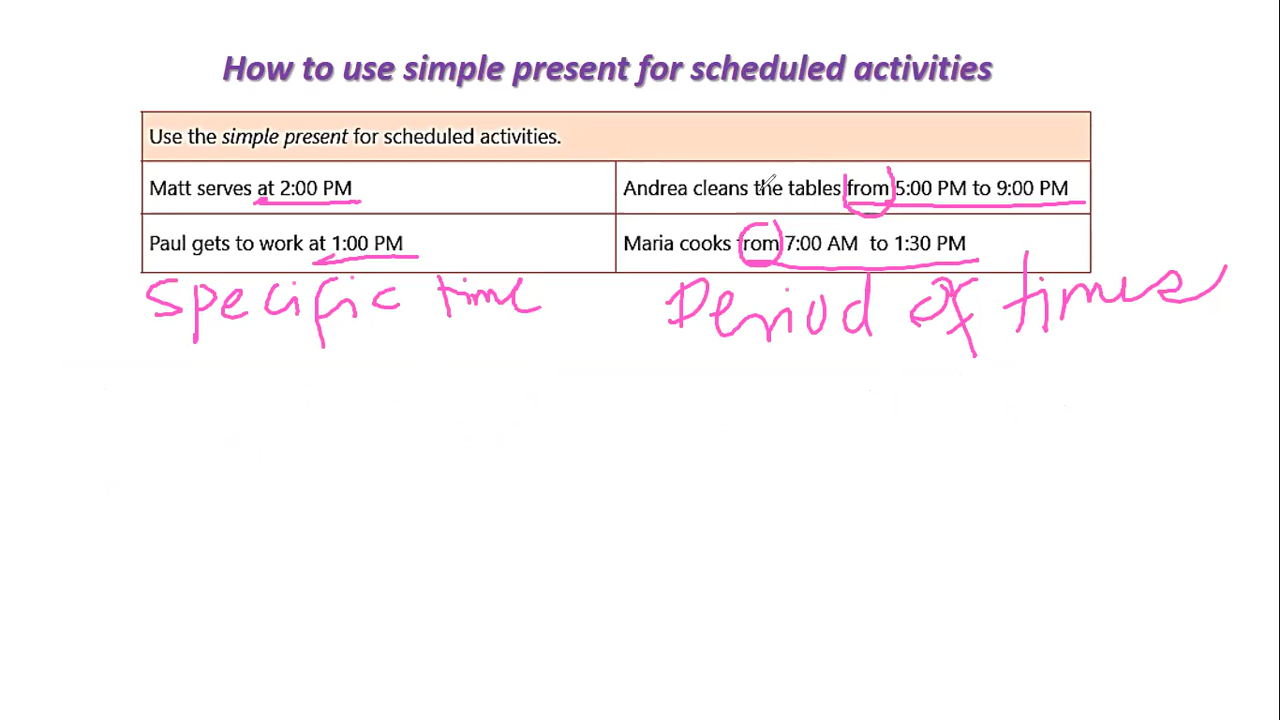 How to use simple present for scheduled activities
Use the simple present for scheduled activities.
Matt serves at 2:00 PM
Andrea cleans the tables from 5:00 PM to 9:00 PM
Paul gets to work at 1:00 PM
Maria cooks from 7:00 AM to 1:30 PM
Specific time
Period of times